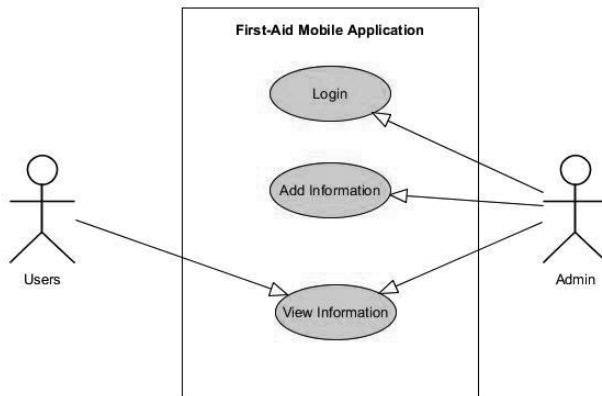 First-Aid Mobile Application
Login
Add Information
Users
Admin
View Information